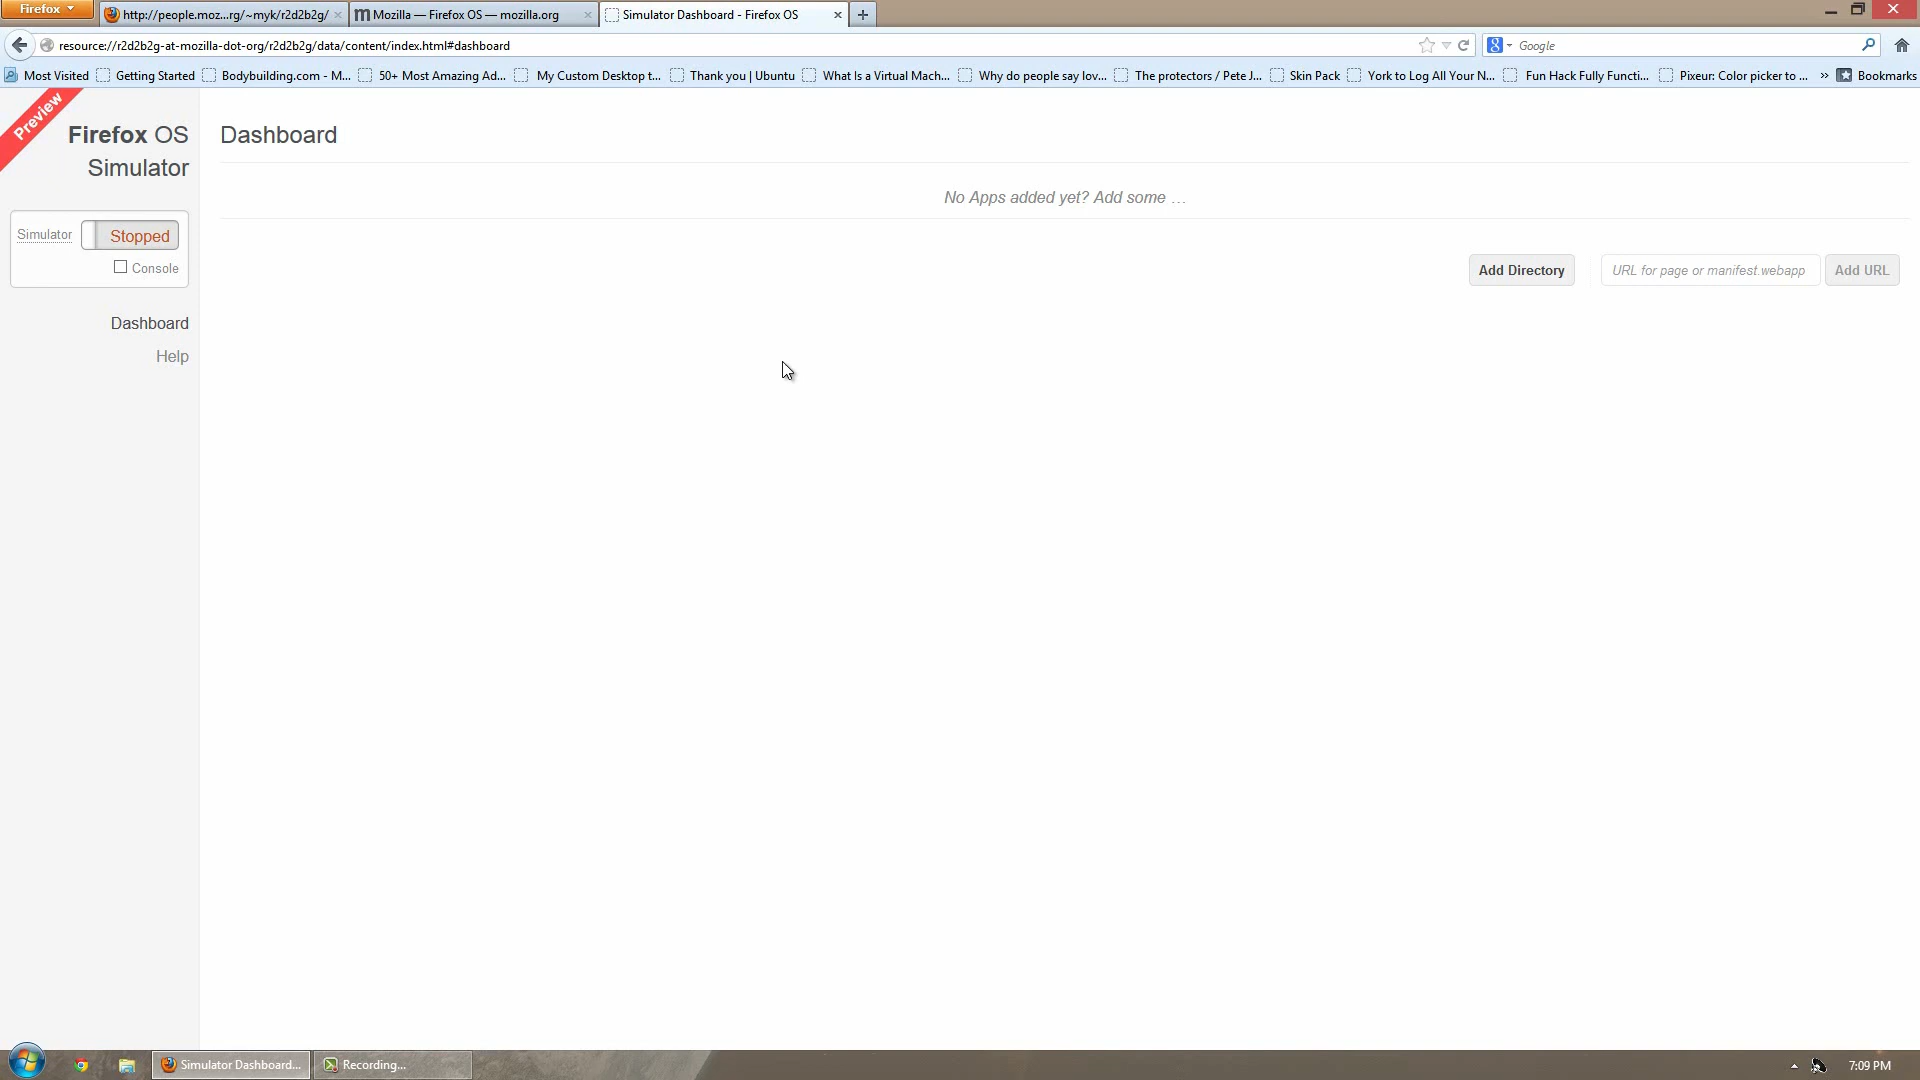 Firefox
http://people.moz...rg/~myk/r2d2b2g/
Mozilla — Firefox OS — mozilla.org
Simulator Dashboard - Firefox OS
resource://r2d2b2g-at-mozilla-dot-org/r2d2b2g/data/content/index.html#dashboard
Google
Most Visited
Getting Started
Bodybuilding.com - M...
50+ Most Amazing Ad...
My Custom Desktop t...
Thank you | Ubuntu
What Is a Virtual Mach...
Why do people say lov...
The protectors / Pete J...
Skin Pack
York to Log All Your N...
Fun Hack Fully Functi...
Pixeur: Color picker to ...
Bookmarks
Preview
Firefox OS
Simulator
Simulator
Stopped
Console
Dashboard
Help
Dashboard
No Apps added yet? Add some …
Add Directory
URL for page or manifest.webapp
Add URL
Simulator Dashboard...
Recording...
7:09 PM